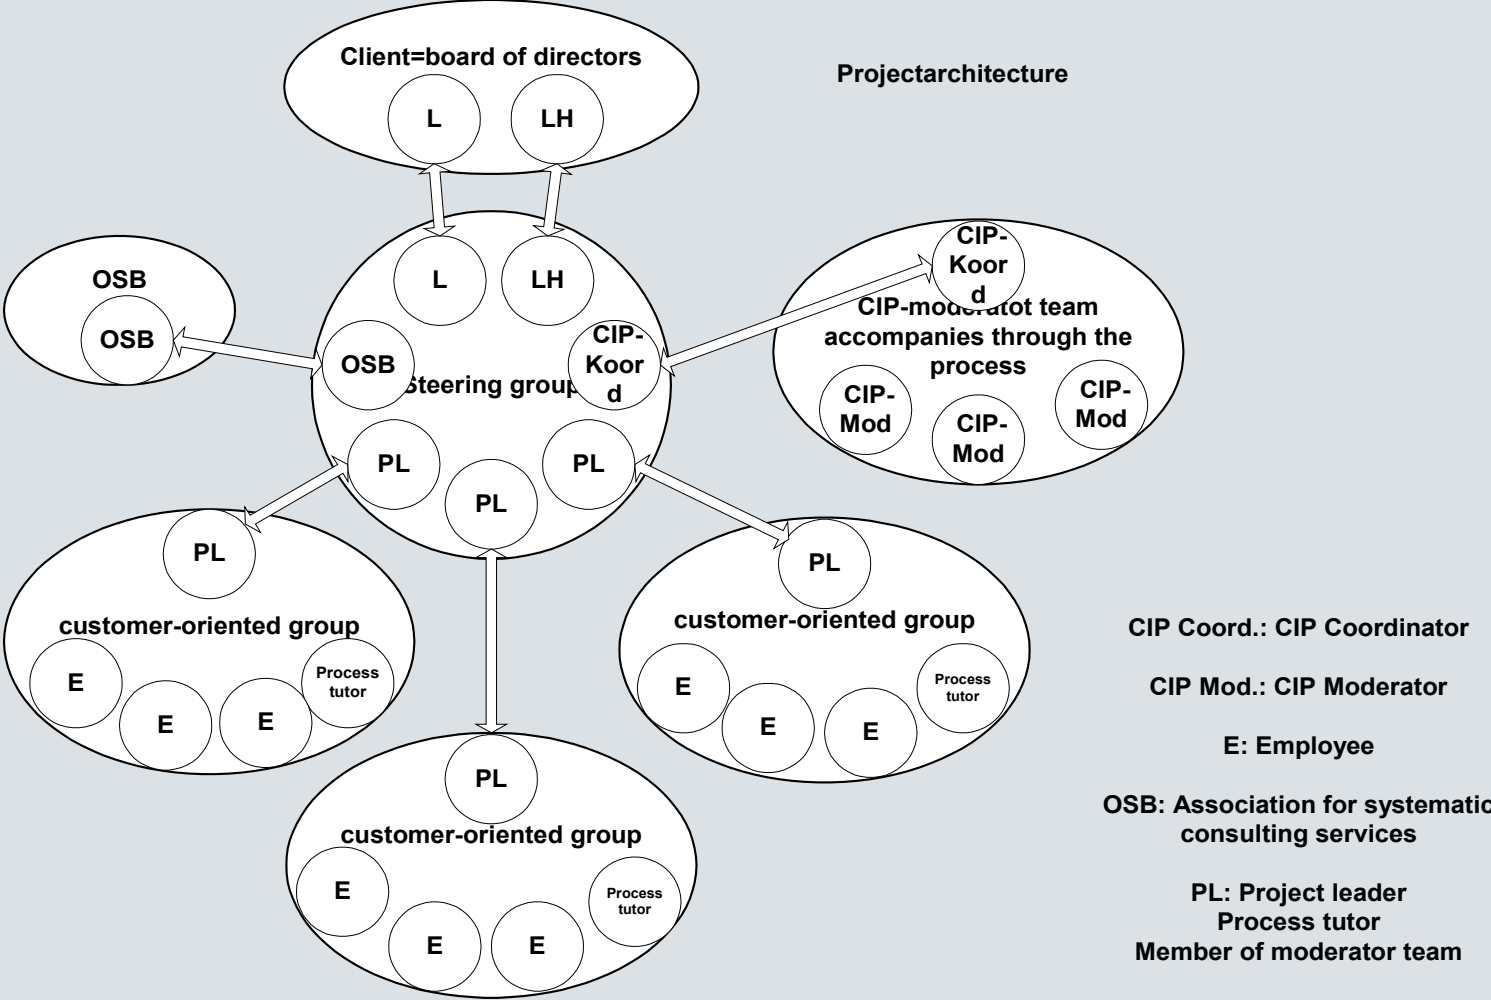 Client=board of directors
L
LH
Projectarchitecture
L
LH
OSB
OSB
OSB
CIP-
Koor
d
Steering group
CIP-
Koor
d
CIP-moderatot team
accompanies through the
process
CIP-
Mod
CIP-
Mod
CIP-
Mod
PL
PL
PL
PL
customer-oriented group
E
E
E
Process
tutor
PL
customer-oriented group
E
E
E
Process
tutor
PL
customer-oriented group
E
E
E
Process
tutor
CIP Coord.: CIP Coordinator
CIP Mod.: CIP Moderator
E: Employee
OSB: Association for systematic
consulting services
PL: Project leader
Process tutor
Member of moderator team